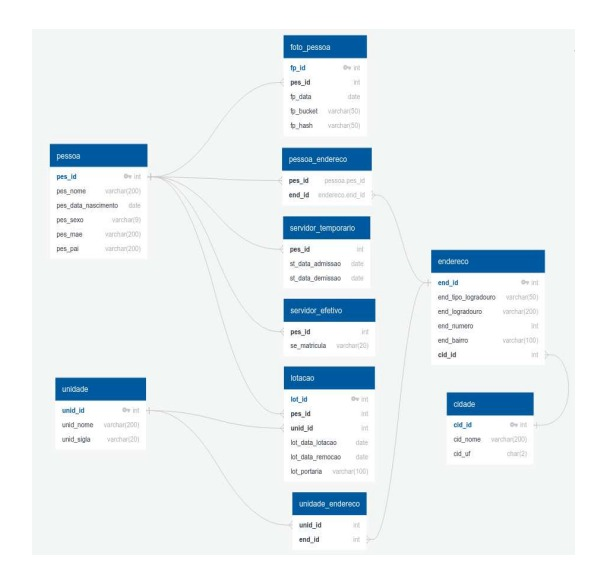 foto_pessoa
fp_id int
pes_id int
fp_data date
fp_bucket varchar(50)
fp_hash varchar(50)
pessoa
pes_id int
pes_nome varchar(200)
pes_data_nascimento date
pes_sexo varchar(9)
pes_mae varchar(200)
pes_pai varchar(200)
pessoa_endereco
pes_id pessoa.pes_id
end_id endereco.end_id
servidor_temporario
pes_id int
st_data_admissao date
st_data_demissao date
endereco
end_id int
end_tipo_logradouro varchar(50)
end_logradouro varchar(200)
end_numero int
end_bairro varchar(100)
cid_id int
servidor_efetivo
pes_id int
se_matricula varchar(20)
unidade
unid_id int
unid_nome varchar(200)
unid_sigla varchar(20)
lotacao
lot_id int
pes_id int
unid_id int
lot_data_lotacao date
lot_data_remocao date
lot_portaria varchar(100)
cidade
cid_id int
cid_nome varchar(200)
cid_uf char(2)
unidade_endereco
unid_id int
end_id int